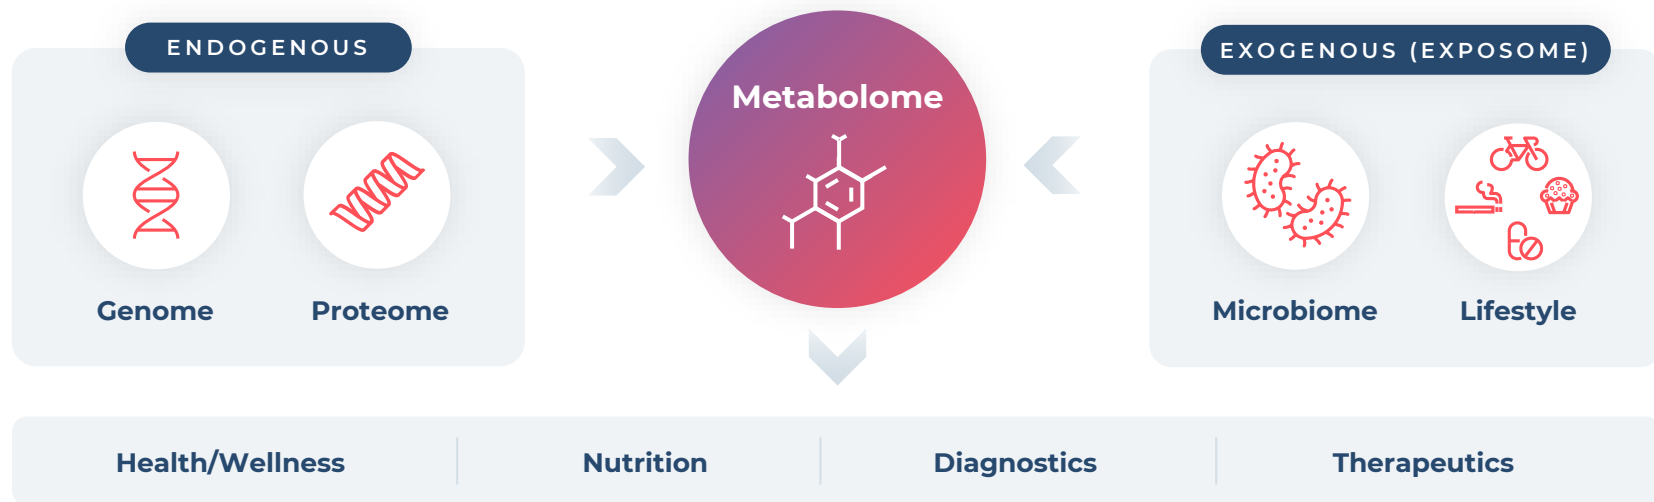 ENDOGENOUS
Genome
Proteome
Metabolome
EXOGENOUS (EXPOSOME)
Microbiome
Lifestyle
Health/Wellness
Nutrition
Diagnostics
Therapeutics